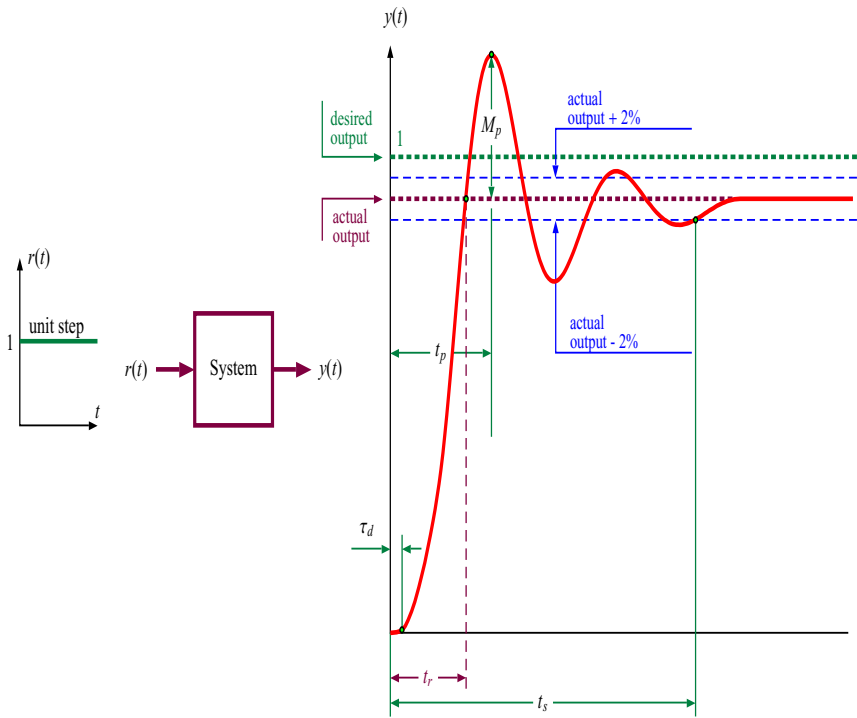 y(t)
desired
output
1
M_p
actual
output + 2%
actual
output
r(t)
unit step
1
t
r(t)
System
y(t)
t_p
actual
output - 2%
τ_d
t_r
t_s